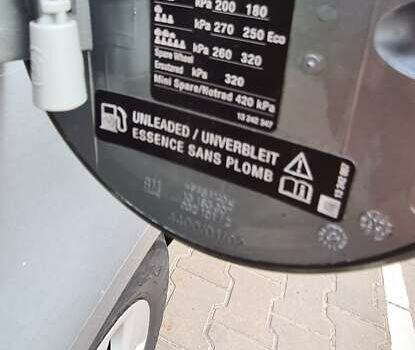 kPa 200 180
kPa 270 250 Eco
kPa 260 320
Spare Wheel
Ersatzrad kPa 320
Mini Spare/Notrad 420 kPa
13 242 347
UNLEADED / UNVERBLEIT
ESSENCE SANS PLOMB